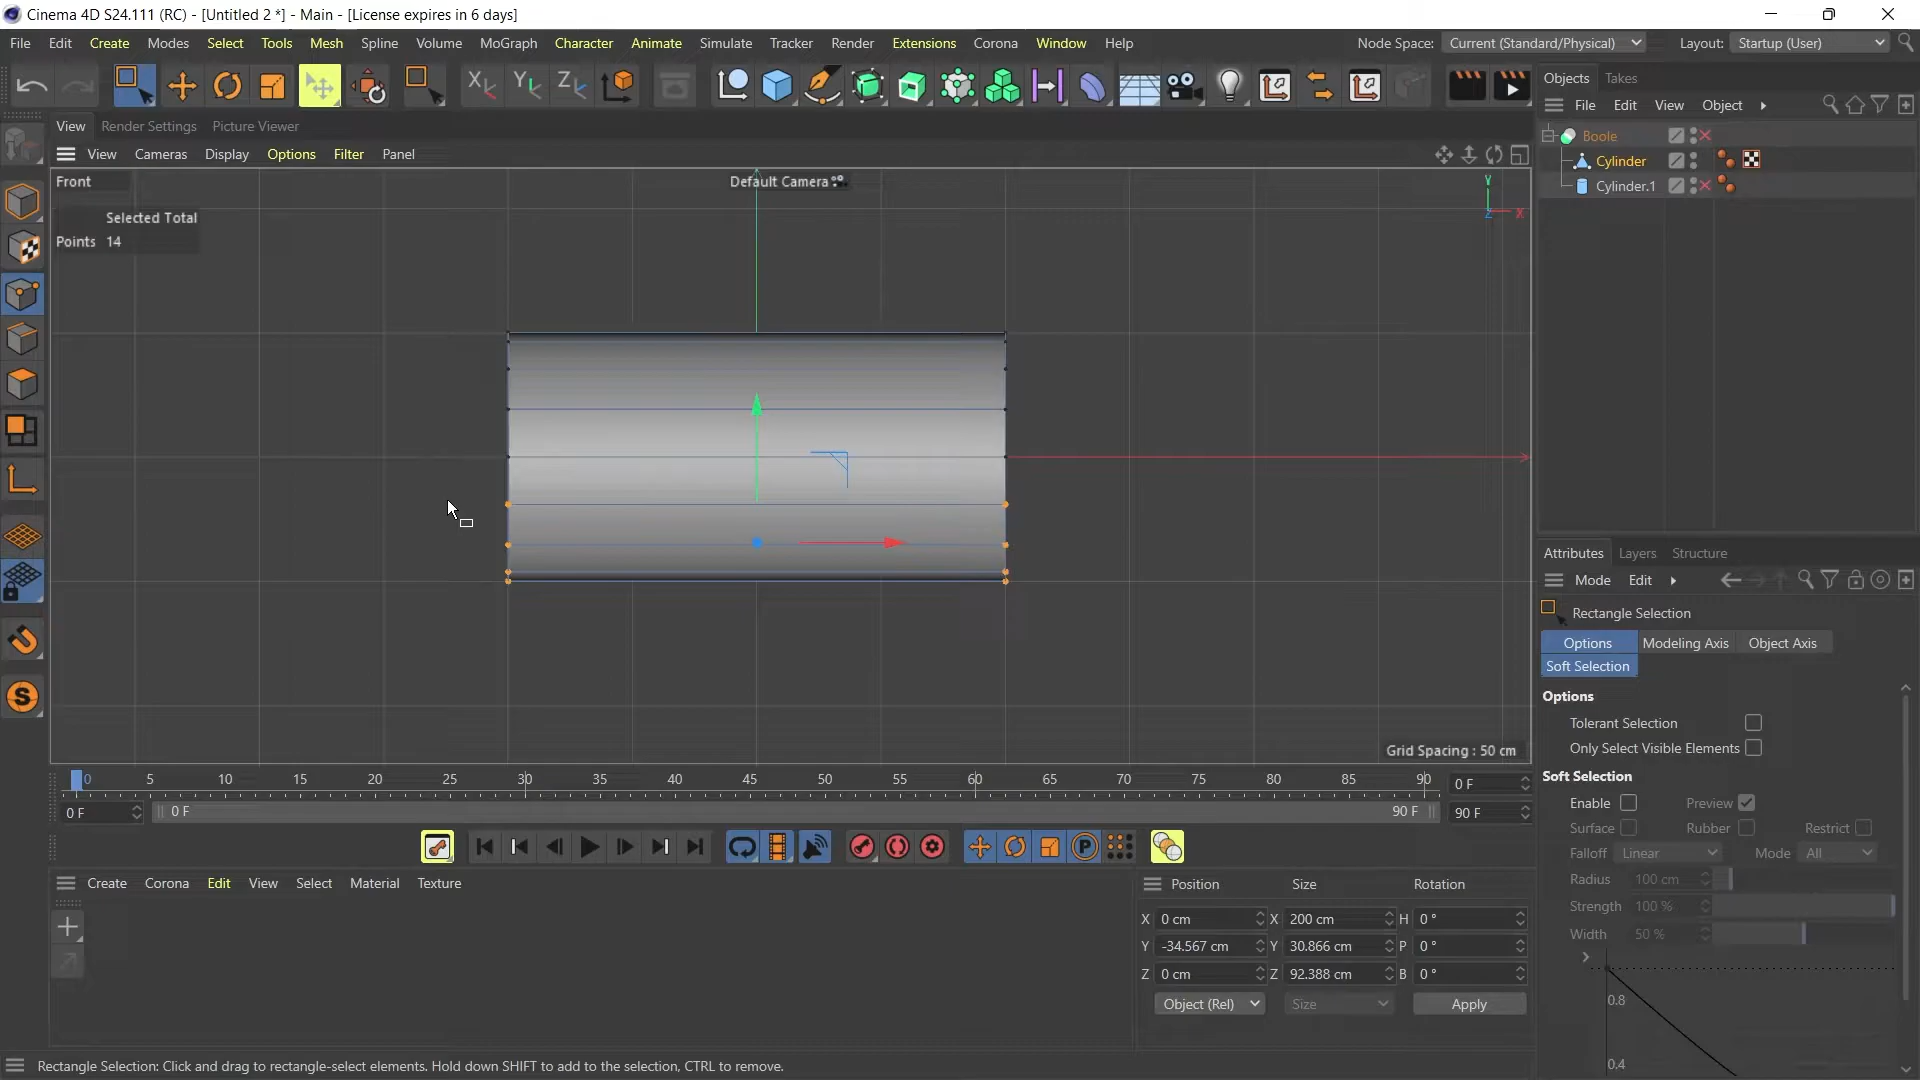 Cinema 4D S24.111 (RC) - [Untitled 2 *] - Main - [License expires in 6 days]
File Edit Create Modes Select Tools Mesh Spline Volume MoGraph Character Animate Simulate Tracker Render Extensions Corona Window Help Node Space: Current (Standard/Physical) Layout: Startup (User)
X Y Z
Objects Takes
View Render Settings Picture Viewer
File Edit View Object
View Cameras Display Options Filter Panel
Boole
Cylinder
Cylinder.1
Front
Default Camera
Selected Total
Points 14
Y
X
Z
Attributes Layers Structure
Mode Edit
Rectangle Selection
Options Modeling Axis Object Axis
Soft Selection
Options
Tolerant Selection
Only Select Visible Elements
Soft Selection
Enable Preview
Surface Rubber Restrict
Falloff Linear Mode All
Radius 100 cm
Strength 100 %
Width 50 %
0.8
0.4
Grid Spacing : 50 cm
0 5 10 15 20 25 30 35 40 45 50 55 60 65 70 75 80 85 90 0 F
0 F 0 F 90 F 90 F
P
S
Create Corona Edit View Select Material Texture
Position Size Rotation
X 0 cm X 200 cm H 0 °
Y -34.567 cm Y 30.866 cm P 0 °
Z 0 cm Z 92.388 cm B 0 °
Object (Rel) Size Apply
Rectangle Selection: Click and drag to rectangle-select elements. Hold down SHIFT to add to the selection, CTRL to remove.